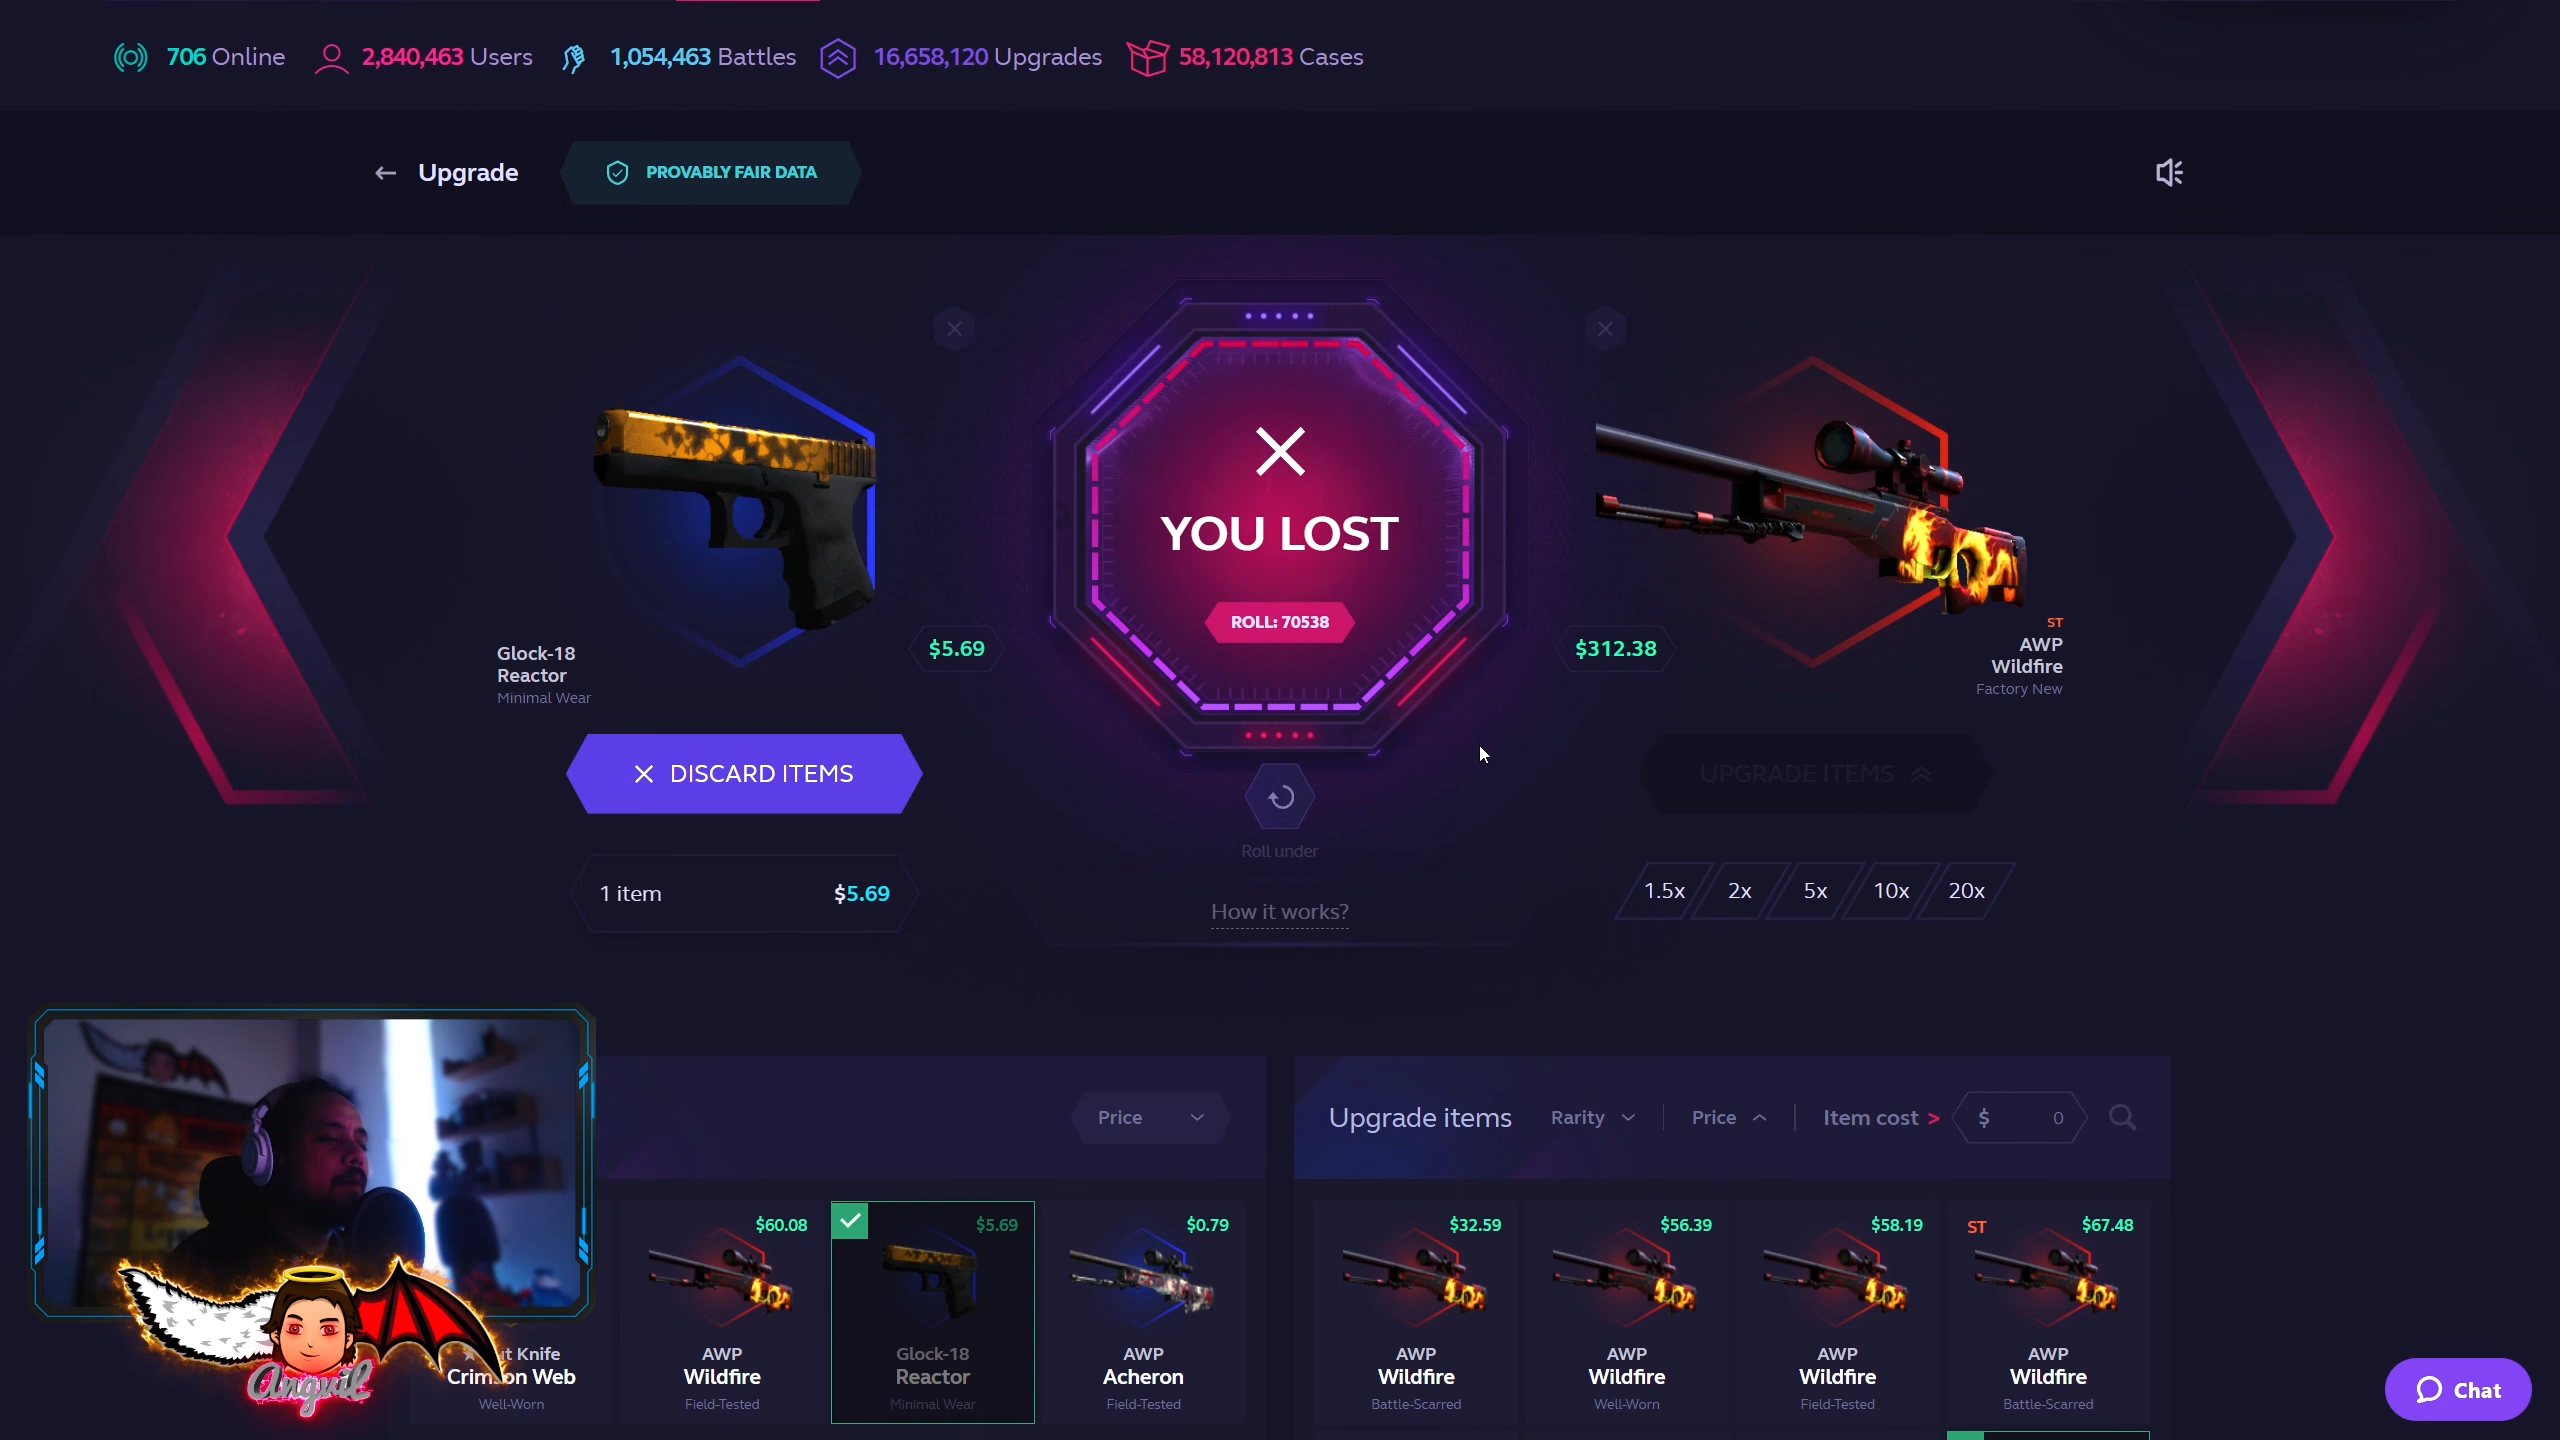 706 Online 2,840,463 Users 1,054,463 Battles 16,658,120 Upgrades 58,120,813 Cases
Upgrade PROVABLY FAIR DATA
YOU LOST
ROLL: 70538
Glock-18
Reactor
Minimal Wear
$5.69
$312.38
ST
AWP
Wildfire
Factory New
DISCARD ITEMS
UPGRADE ITEMS
Roll under
1 item $5.69
How it works?
1.5x 2x 5x 10x 20x
Price
Upgrade items Rarity Price Item cost > $ 0
$60.08 $5.69 $0.79
ST
$32.59 $56.39 $58.19 $67.48
Knife
Web
Well-Worn
AWP
Wildfire
Field-Tested
Glock-18
Reactor
Minimal Wear
AWP
Acheron
Field-Tested
AWP
Wildfire
Battle-Scarred
AWP
Wildfire
Well-Worn
AWP
Wildfire
Field-Tested
AWP
Wildfire
Battle-Scarred
Angvil
Chat